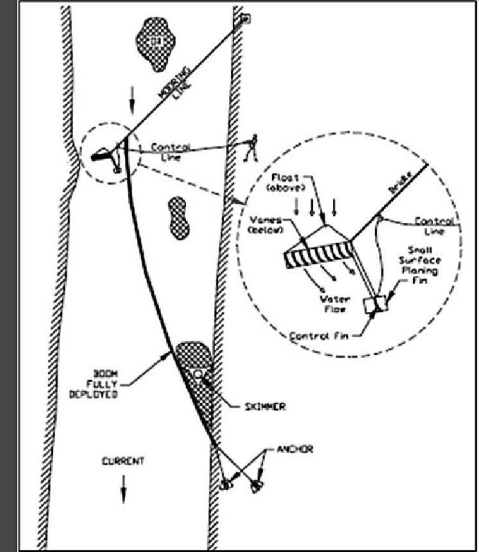 OIL
MOORING
LINE
Control
Line
Float
(above)
Bridle
Vanes
(below)
Control
Line
Small
Surface
Planing
Fin
Water
Flow
Control Fin
BOOM
FULLY
DEPLOYED
SKIMMER
ANCHOR
CURRENT